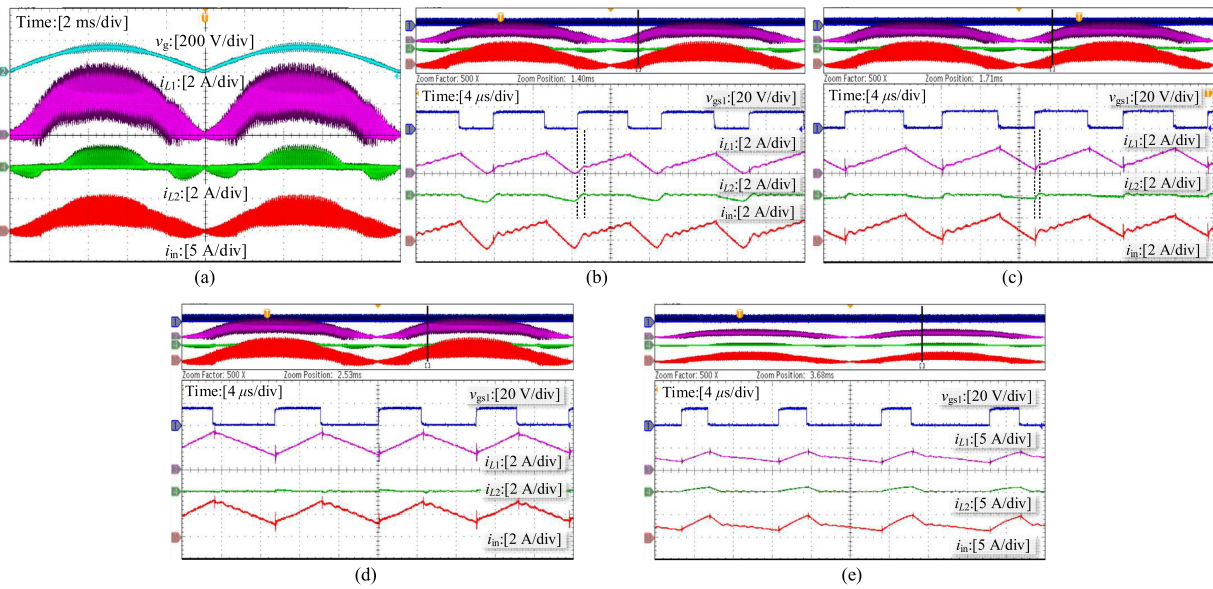 Time:[2 ms/div]
vg:[200 V/div]
iL1:[2 A/div]
iL2:[2 A/div]
iin:[5 A/div]
(a)
Zoom Factor: 500 X Zoom Position: 1.40ms
Time:[4 μs/div]
vgs1:[20 V/div]
iL1:[2 A/div]
iL2:[2 A/div]
iin:[2 A/div]
(b)
Zoom Factor: 500 X Zoom Position: 1.71ms
Time:[4 μs/div]
vgs1:[20 V/div]
iL1:[2 A/div]
iL2:[2 A/div]
iin:[2 A/div]
(c)
Zoom Factor: 500 X Zoom Position: 2.53ms
Time:[4 μs/div]
vgs1:[20 V/div]
iL1:[2 A/div]
iL2:[2 A/div]
iin:[2 A/div]
(d)
Zoom Factor: 500 X Zoom Position: 3.68ms
Time:[4 μs/div]
vgs1:[20 V/div]
iL1:[5 A/div]
iL2:[5 A/div]
iin:[5 A/div]
(e)